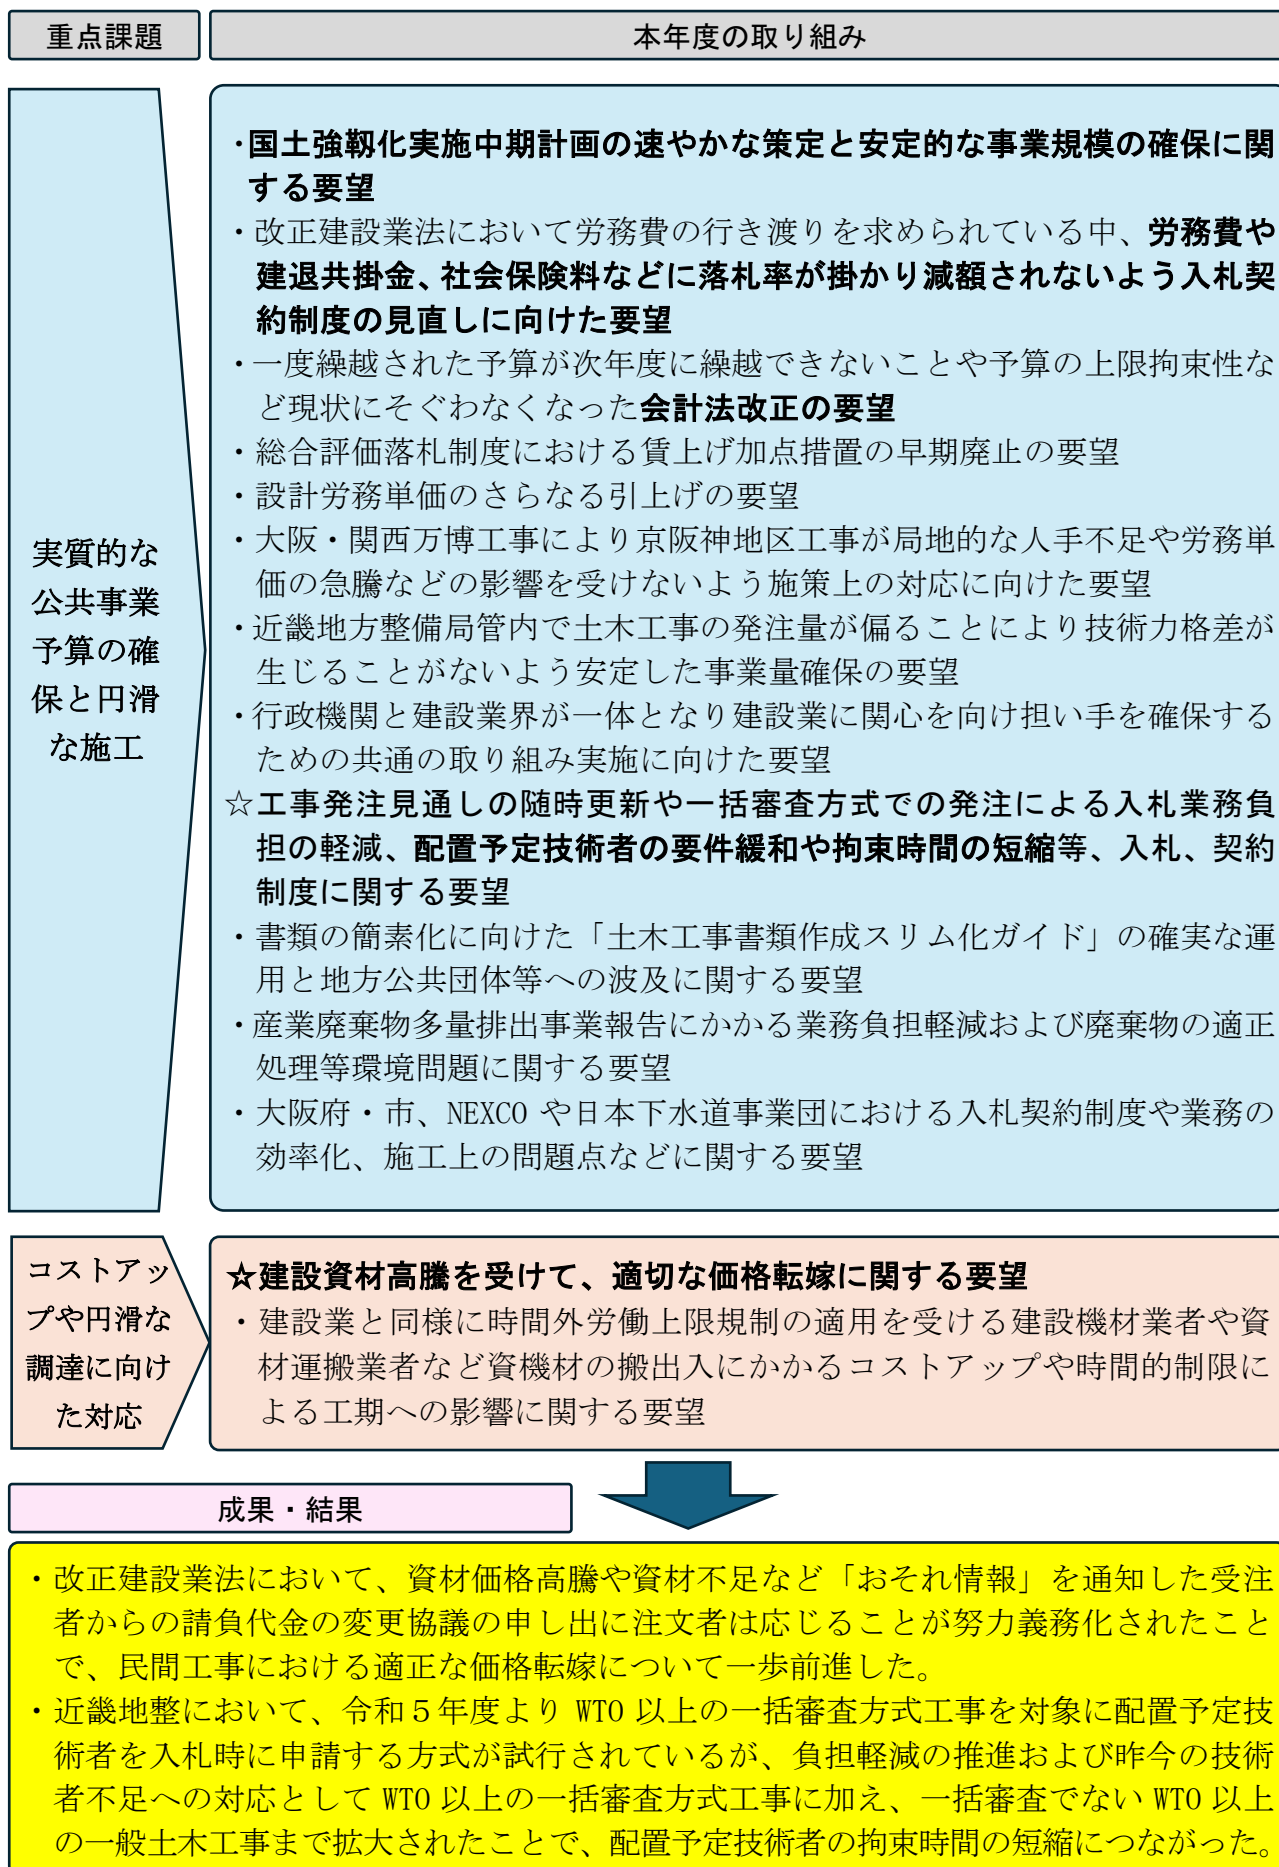 重点課題
本年度の取り組み
実質的な
公共事業
予算の確
保と円滑
な施工
・国土強靱化実施中期計画の速やかな策定と安定的な事業規模の確保に関
する要望
・改正建設業法において労務費の行き渡りを求められている中、労務費や
建退共掛金、社会保険料などに落札率が掛かり減額されないよう入札契
約制度の見直しに向けた要望
・一度繰越された予算が次年度に繰越できないことや予算の上限拘束性な
ど現状にそぐわなくなった会計法改正の要望
・総合評価落札制度における賃上げ加点措置の早期廃止の要望
・設計労務単価のさらなる引上げの要望
・大阪・関西万博工事により京阪神地区工事が局地的な人手不足や労務単
価の急騰などの影響を受けないよう施策上の対応に向けた要望
・近畿地方整備局管内で土木工事の発注量が偏ることにより技術力格差が
生じることがないよう安定した事業量確保の要望
・行政機関と建設業界が一体となり建設業に関心を向け担い手を確保する
ための共通の取り組み実施に向けた要望
☆工事発注見通しの随時更新や一括審査方式での発注による入札業務負
担の軽減、配置予定技術者の要件緩和や拘束時間の短縮等、入札、契約
制度に関する要望
・書類の簡素化に向けた「土木工事書類作成スリム化ガイド」の確実な運
用と地方公共団体等への波及に関する要望
・産業廃棄物多量排出事業報告にかかる業務負担軽減および廃棄物の適正
処理等環境問題に関する要望
・大阪府・市、NEXCO や日本下水道事業団における入札契約制度や業務の
効率化、施工上の問題点などに関する要望
コストアッ
プや円滑な
調達に向け
た対応
☆建設資材高騰を受けて、適切な価格転嫁に関する要望
・建設業と同様に時間外労働上限規制の適用を受ける建設機材業者や資
材運搬業者など資機材の搬出入にかかるコストアップや時間的制限に
よる工期への影響に関する要望
成果・結果
・改正建設業法において、資材価格高騰や資材不足など「おそれ情報」を通知した受注
者からの請負代金の変更協議の申し出に注文者は応じることが努力義務化されたこと
で、民間工事における適正な価格転嫁について一歩前進した。
・近畿地整において、令和５年度より WTO 以上の一括審査方式工事を対象に配置予定技
術者を入札時に申請する方式が試行されているが、負担軽減の推進および昨今の技術
者不足への対応として WTO 以上の一括審査方式工事に加え、一括審査でない WTO 以上
の一般土木工事まで拡大されたことで、配置予定技術者の拘束時間の短縮につながった。